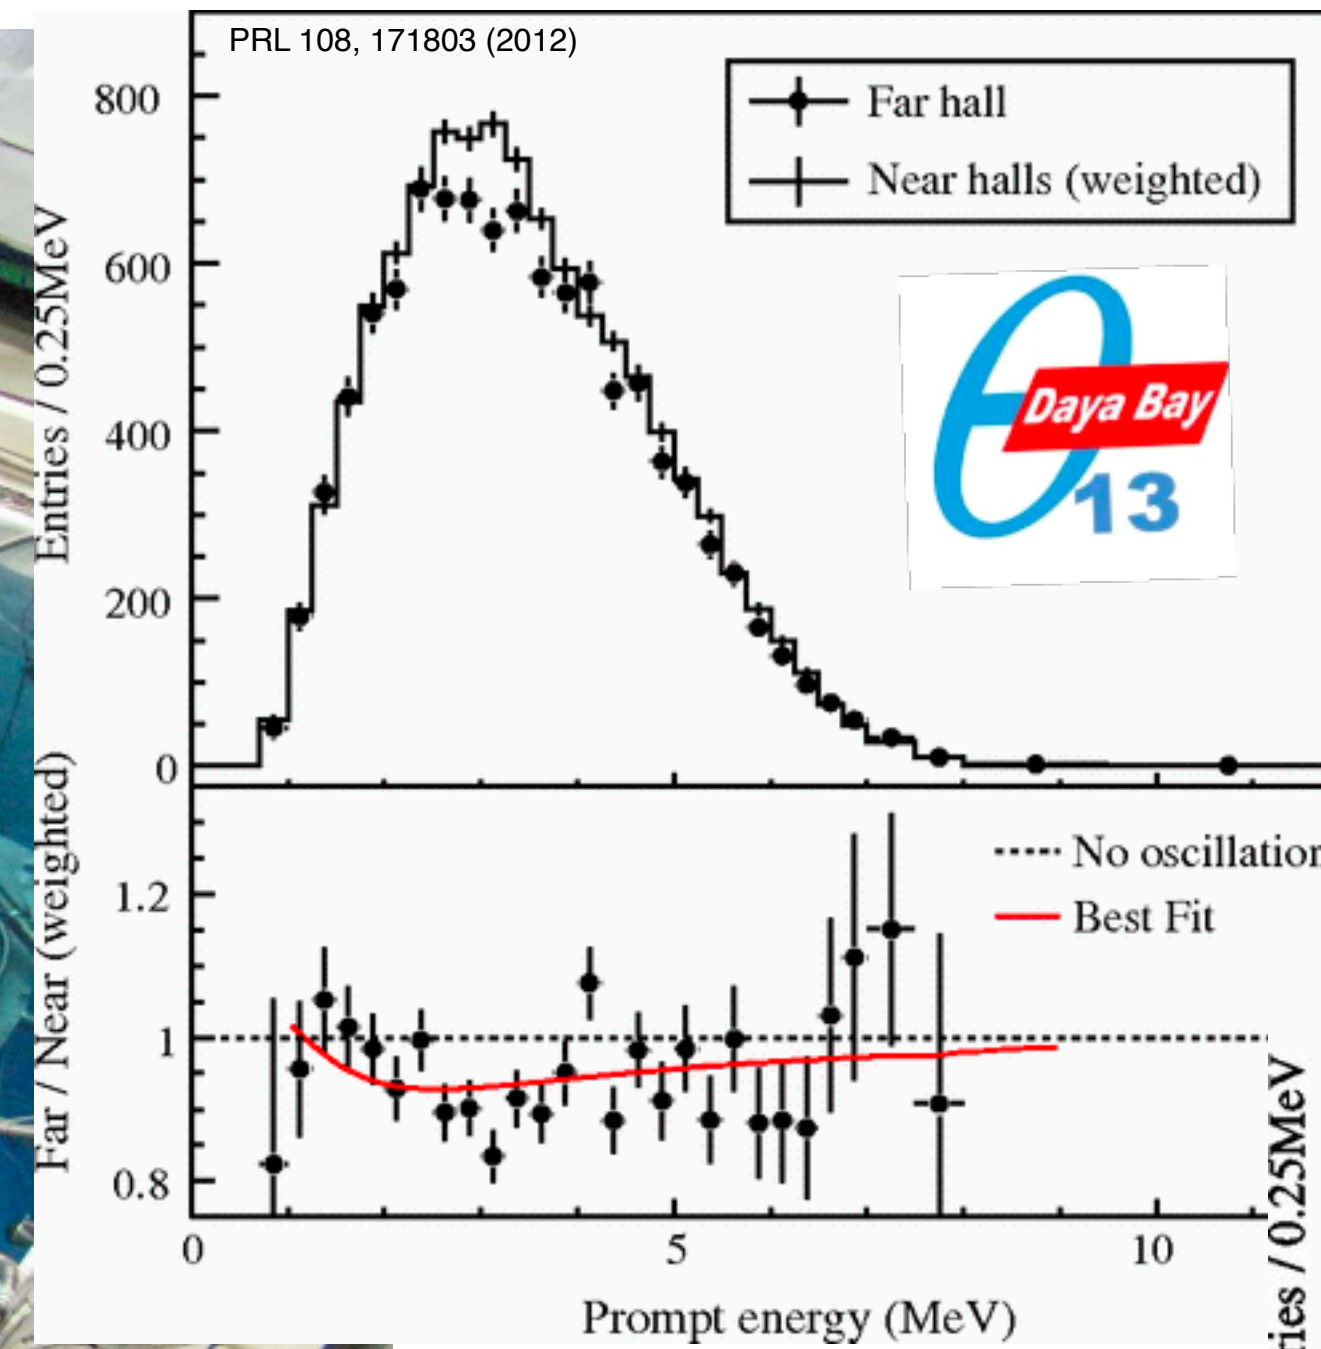 PRL 108, 171803 (2012)
Far hall
Near halls (weighted)
800
600
400
200
0
Entries / 0.25MeV
θ
Daya Bay
13
No oscillation
Best Fit
1.2
1
0.8
Far / Near (weighted)
0
5
10
Prompt energy (MeV)
/ 0.25MeV